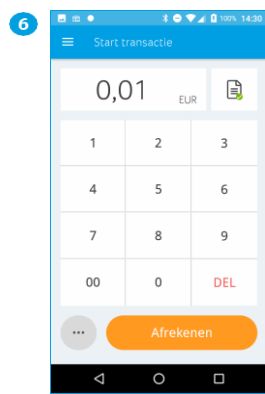 6
100% 14:30
Start transactie
0,01 EUR
1 2 3
4 5 6
7 8 9
00 0 DEL
... Afrekenen